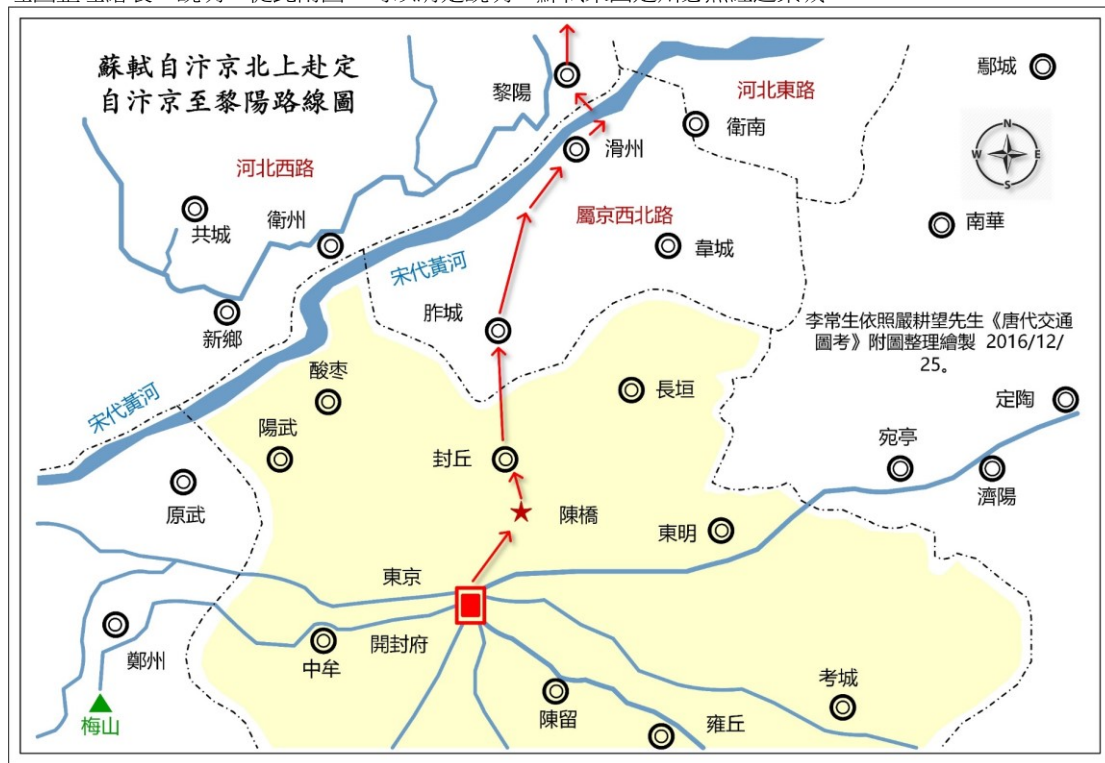 蘇軾自汴京北上赴定
自汴京至黎陽路線圖
鄄城
黎陽
河北東路
衛南
滑州
N
W
E
S
河北西路
共城
衛州
屬京西北路
南華
韋城
宋代黃河
新鄉
胙城
李常生依照嚴耕望先生《唐代交通
圖考》附圖整理繪製 2016/12/
25。
酸枣
長垣
定陶
宋代黃河
陽武
封丘
宛亭
濟陽
原武
陳橋
東明
東京
開封府
鄭州
中牟
考城
梅山
陳留
雍丘